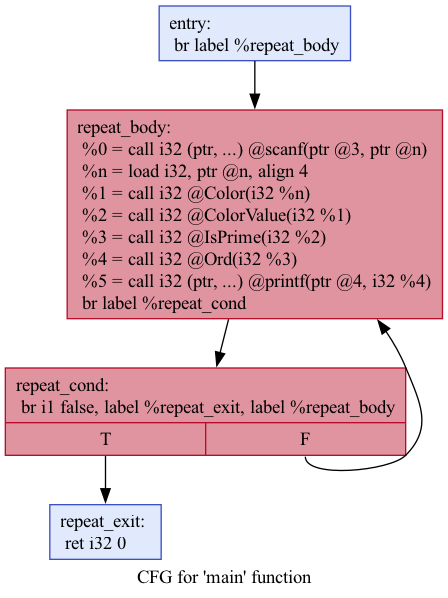 entry:
br label %repeat_body
repeat_body:
%0 = call i32 (ptr, ...) @scanf(ptr @3, ptr @n)
%n = load i32, ptr @n, align 4
%1 = call i32 @Color(i32 %n)
%2 = call i32 @ColorValue(i32 %1)
%3 = call i32 @IsPrime(i32 %2)
%4 = call i32 @Ord(i32 %3)
%5 = call i32 (ptr, ...) @printf(ptr @4, i32 %4)
br label %repeat_cond
repeat_cond:
br i1 false, label %repeat_exit, label %repeat_body
T
F
repeat_exit:
ret i32 0
CFG for 'main' function